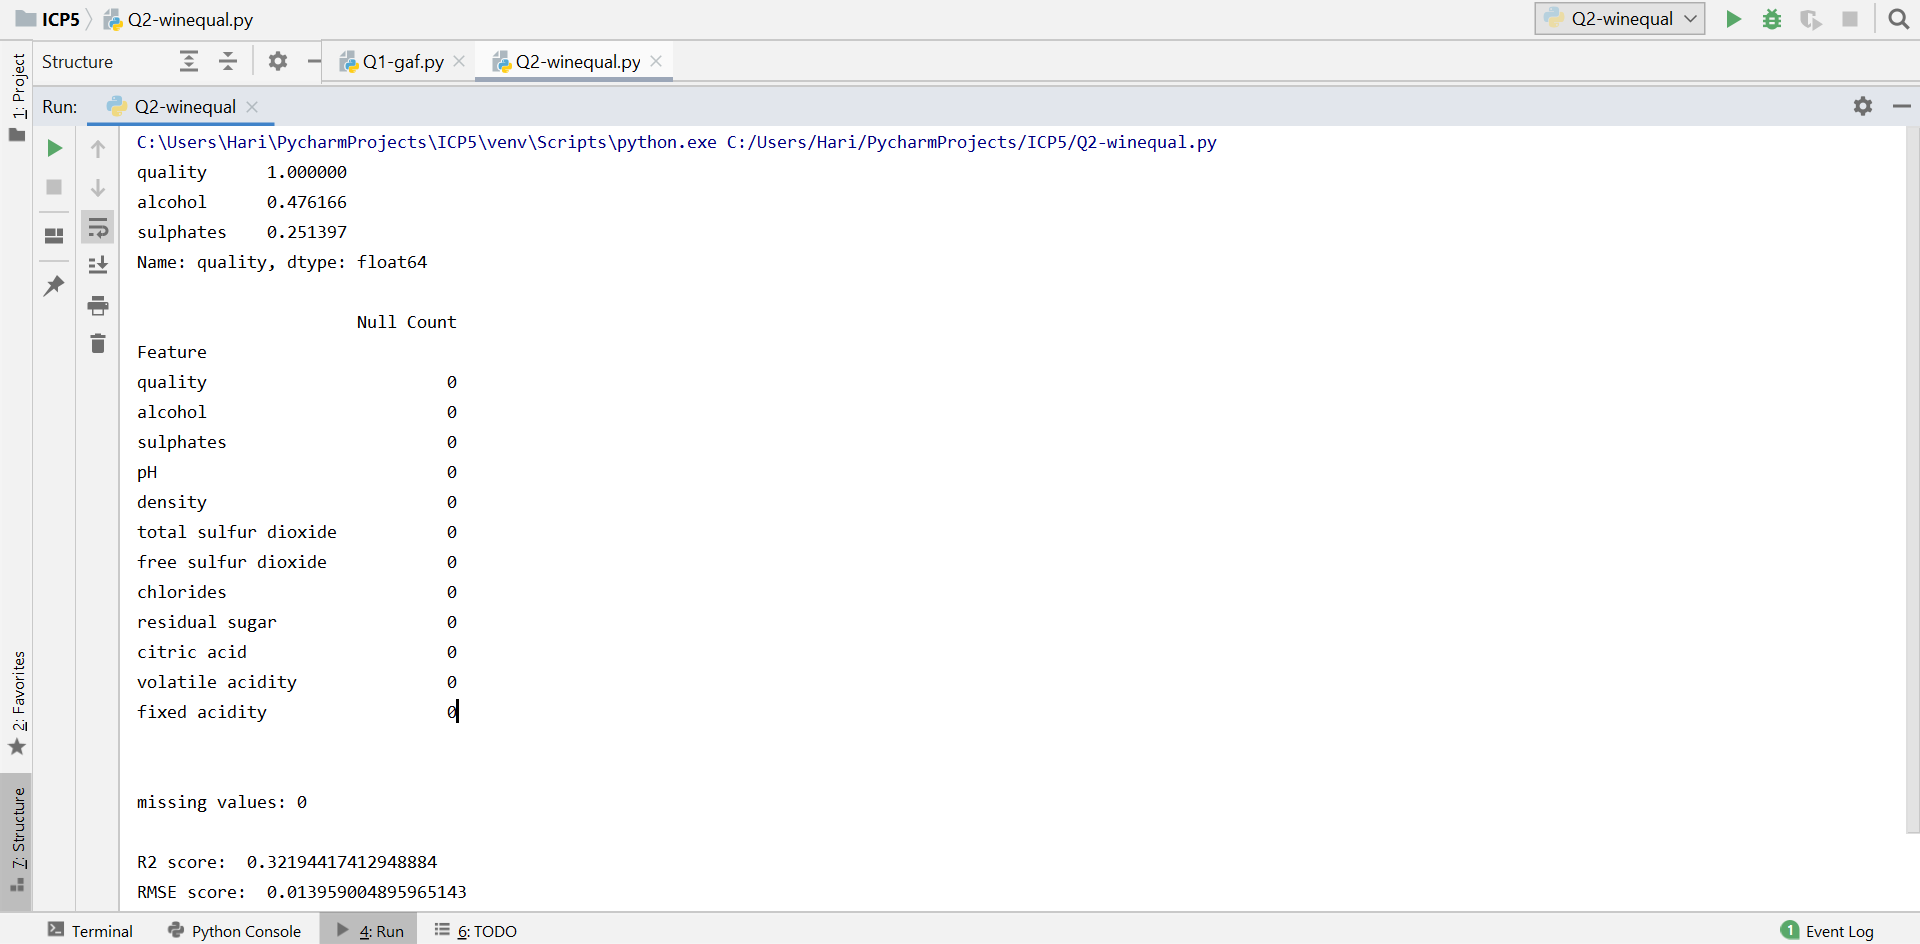 ICP5 Q2-winequal.py Q2-winequal
Structure Q1-gaf.py Q2-winequal.py
1: Project
Run: Q2-winequal
C:\Users\Hari\PycharmProjects\ICP5\venv\Scripts\python.exe C:/Users/Hari/PycharmProjects/ICP5/Q2-winequal.py
quality 1.000000
alcohol 0.476166
sulphates 0.251397
Name: quality, dtype: float64
Null Count
Feature
quality 0
alcohol 0
sulphates 0
pH 0
density 0
total sulfur dioxide 0
free sulfur dioxide 0
chlorides 0
residual sugar 0
citric acid 0
volatile acidity 0
fixed acidity 0
missing values: 0
R2 score: 0.32194417412948884
RMSE score: 0.013959004895965143
2: Favorites
7: Structure
Terminal Python Console 4: Run 6: TODO 1 Event Log